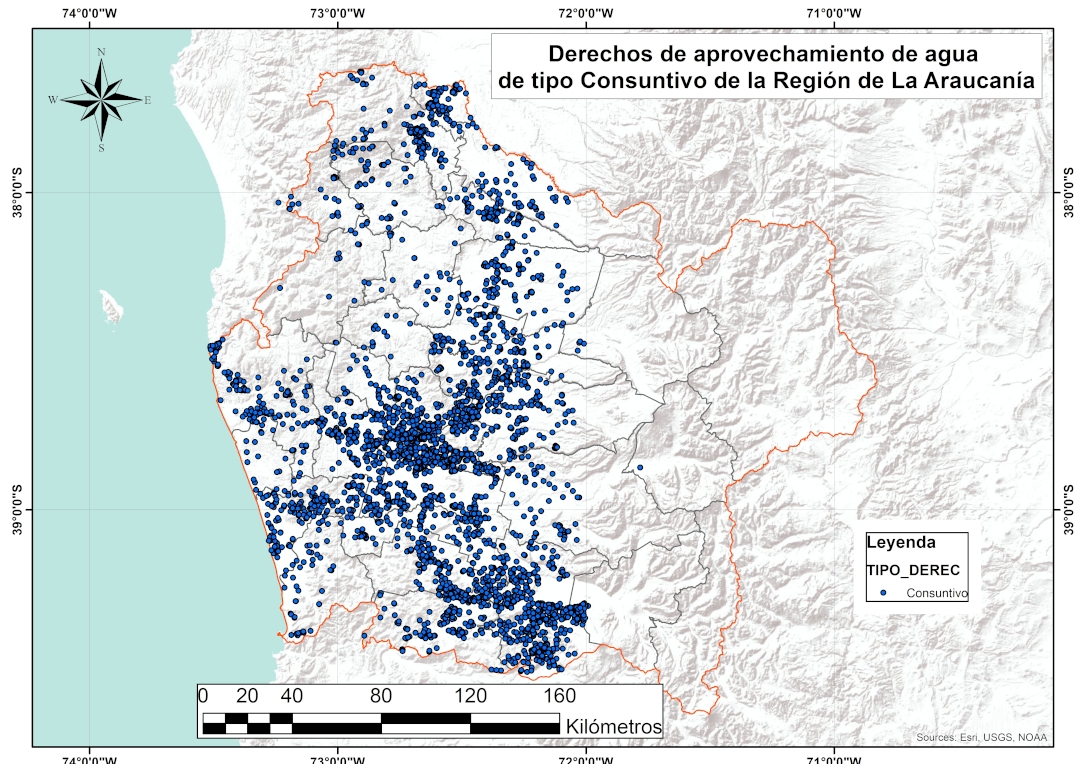 74°0'0"W 73°0'0"W 72°0'0"W 71°0'0"W
Derechos de aprovechamiento de agua
de tipo Consuntivo de la Región de La Araucanía
N
W E
S
38°0'0"S 38°0'0"S
39°0'0"S 39°0'0"S
Leyenda
TIPO_DEREC
Consuntivo
0 20 40 80 120 160
Kilómetros
Sources: Esri, USGS, NOAA
74°0'0"W 73°0'0"W 72°0'0"W 71°0'0"W